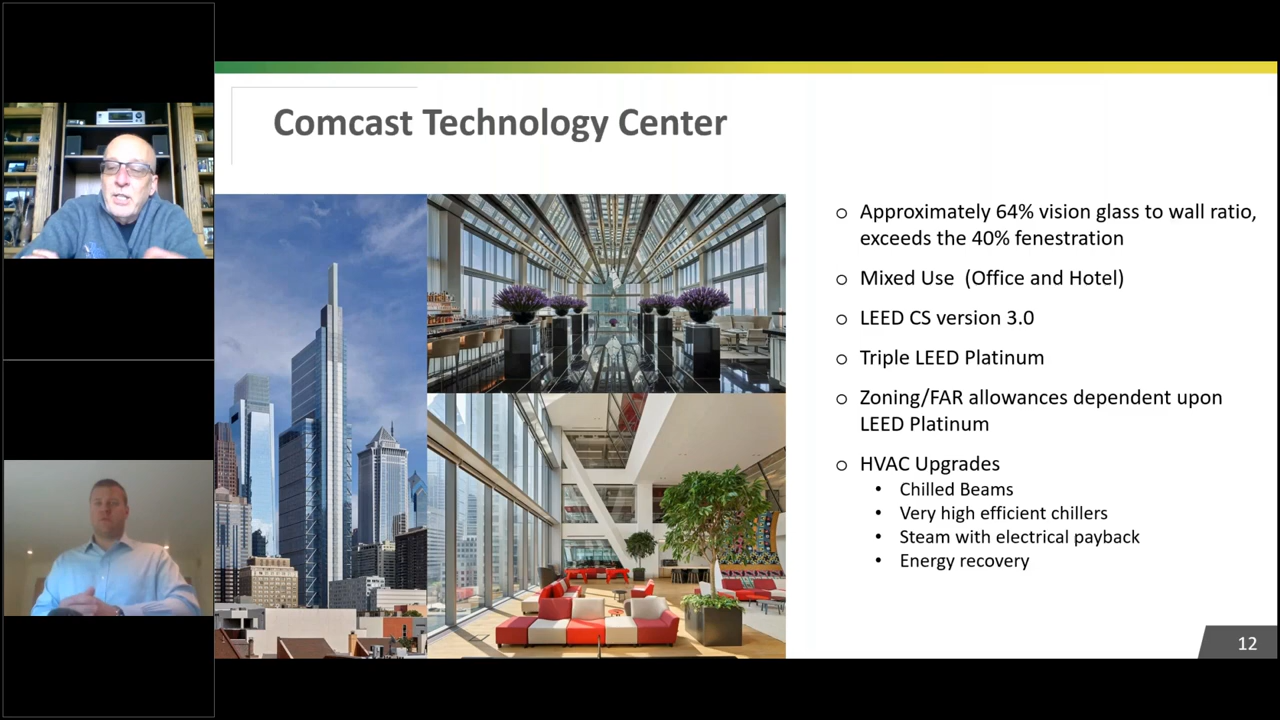 Comcast Technology Center
o Approximately 64% vision glass to wall ratio,
exceeds the 40% fenestration
o Mixed Use (Office and Hotel)
o LEED CS version 3.0
o Triple LEED Platinum
o Zoning/FAR allowances dependent upon
LEED Platinum
o HVAC Upgrades
• Chilled Beams
• Very high efficient chillers
• Steam with electrical payback
• Energy recovery
12